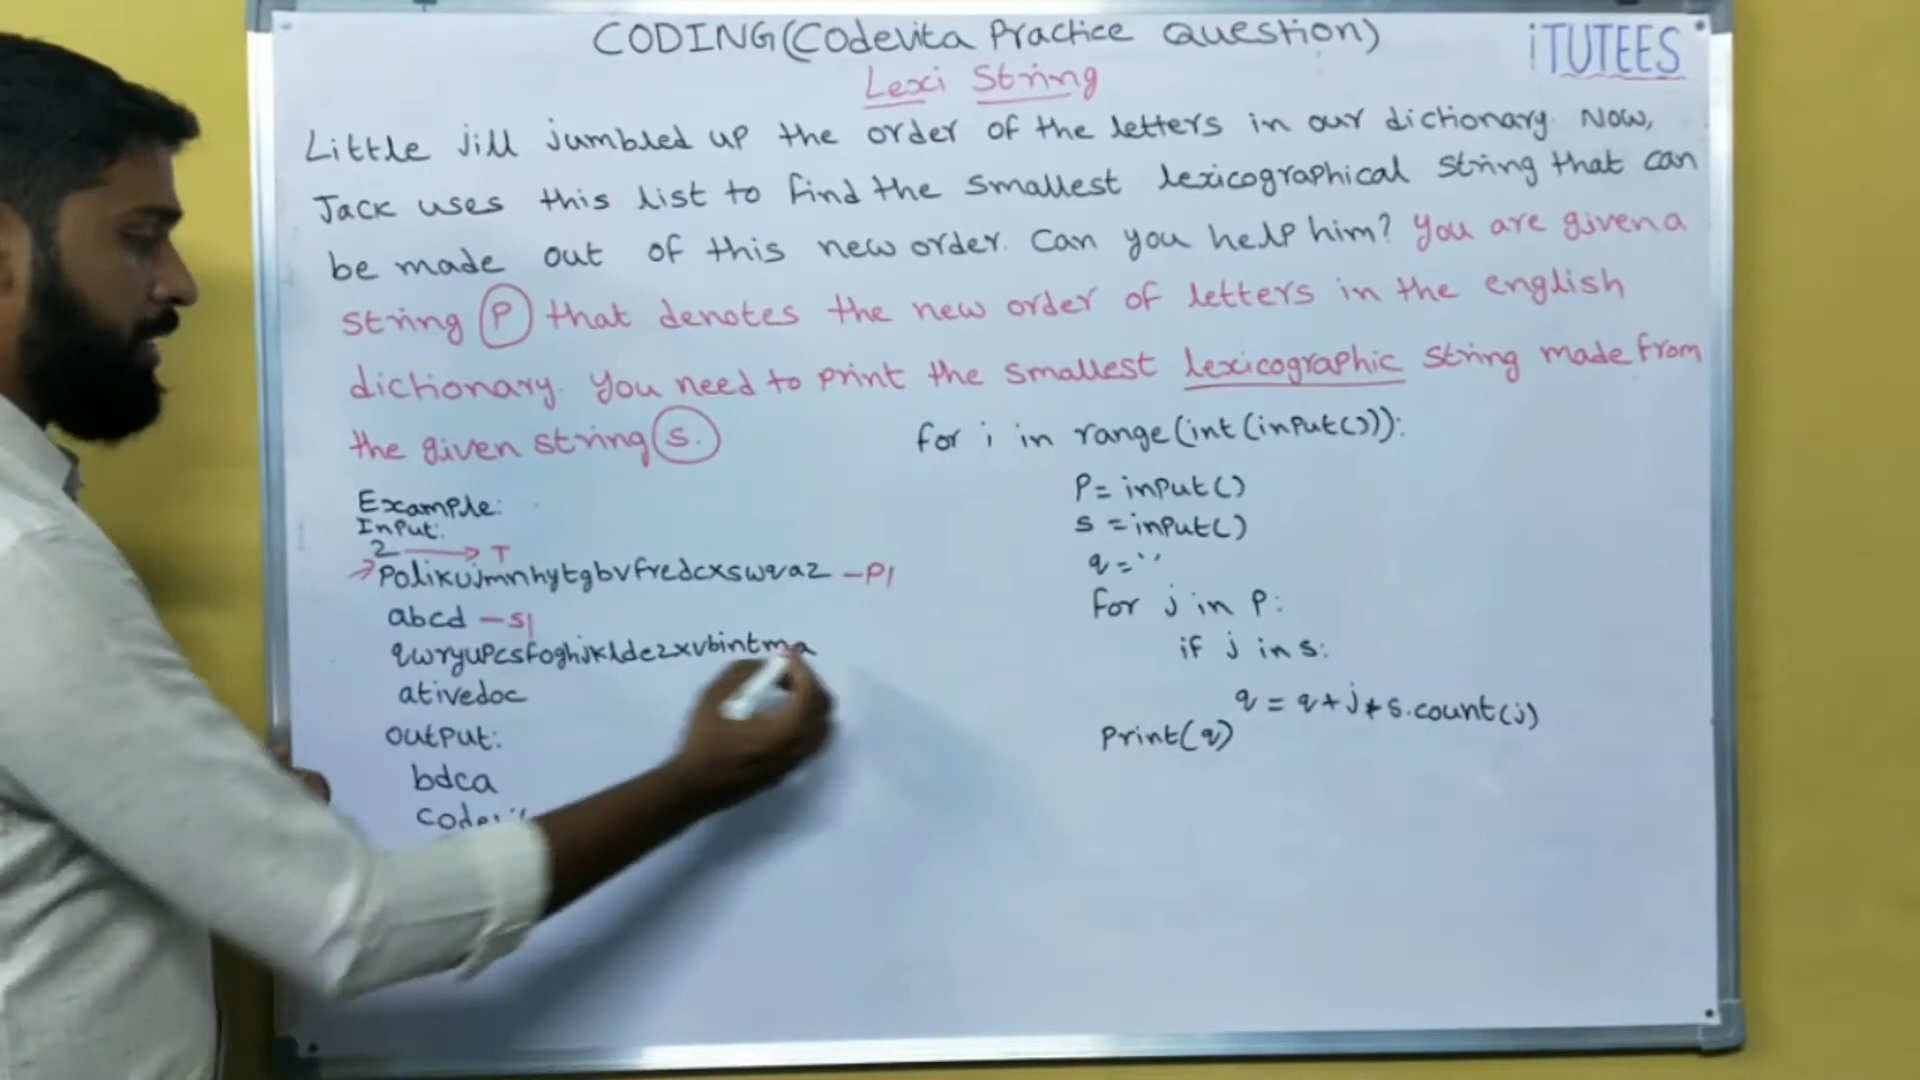 CODING(Codevita Practice Question)
iTUTEES
Lexi String
Little Jill jumbled up the order of the letters in our dictionary. Now,
Jack uses this list to find the smallest lexicographical string that can
be made out of this new order. Can you help him? You are given a
string P that denotes the new order of letters in the english
dictionary. You need to print the smallest lexicographic string made from
the given string S.
Example:
Input:
2 → T
→ Polikujmnhytgbvfredcxswqaz - P1
abcd - S1
qwryupcsfoghjkldezxvbintma
ativedoc
output:
bdca
for i in range(int(input())):
P= input()
s =input()
q = ''
for j in P:
if j in s:
q = q+j*s.count(j)
Print(q)